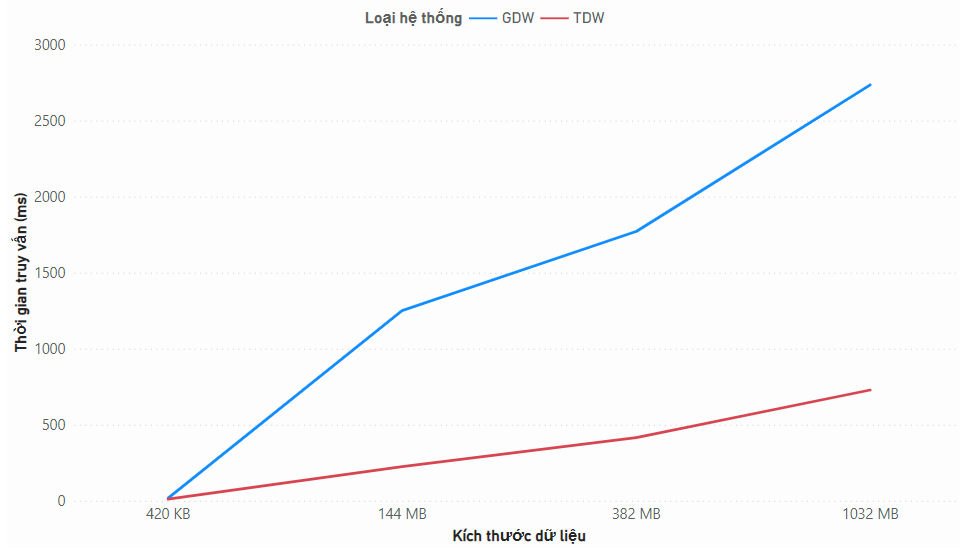 Loại hệ thống GDW TDW
Thời gian truy vấn (ms)
3000
2500
2000
1500
1000
500
0
420 KB 144 MB 382 MB 1032 MB
Kích thước dữ liệu